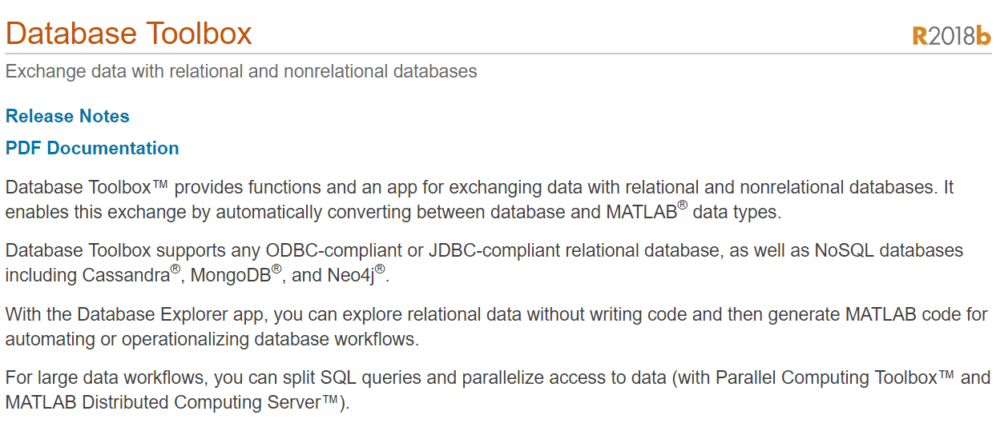 Database Toolbox
R2018b
Exchange data with relational and nonrelational databases
Release Notes
PDF Documentation
Database Toolbox™ provides functions and an app for exchanging data with relational and nonrelational databases. It
enables this exchange by automatically converting between database and MATLAB® data types.
Database Toolbox supports any ODBC-compliant or JDBC-compliant relational database, as well as NoSQL databases
including Cassandra®, MongoDB®, and Neo4j®.
With the Database Explorer app, you can explore relational data without writing code and then generate MATLAB code for
automating or operationalizing database workflows.
For large data workflows, you can split SQL queries and parallelize access to data (with Parallel Computing Toolbox™ and
MATLAB Distributed Computing Server™).